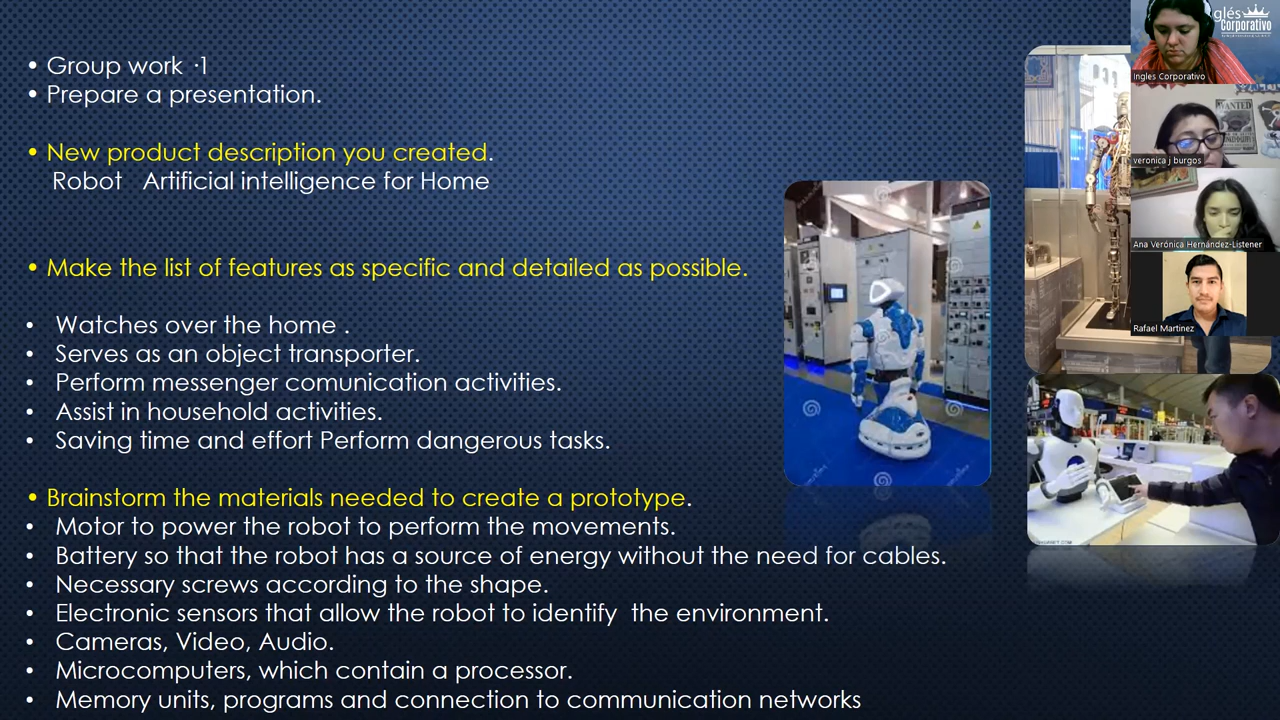 • Group work ·1
• Prepare a presentation.
• New product description you created.
Robot Artificial intelligence for Home
• Make the list of features as specific and detailed as possible.
• Watches over the home .
• Serves as an object transporter.
• Perform messenger comunication activities.
• Assist in household activities.
• Saving time and effort Perform dangerous tasks.
• Brainstorm the materials needed to create a prototype.
• Motor to power the robot to perform the movements.
• Battery so that the robot has a source of energy without the need for cables.
• Necessary screws according to the shape.
• Electronic sensors that allow the robot to identify the environment.
• Cameras, Video, Audio.
• Microcomputers, which contain a processor.
• Memory units, programs and connection to communication networks
glés
Corporativo
Ingles Corporativo
WANTED
veronica j burgos
Ana Verónica Hernández-Listener
Rafael Martinez